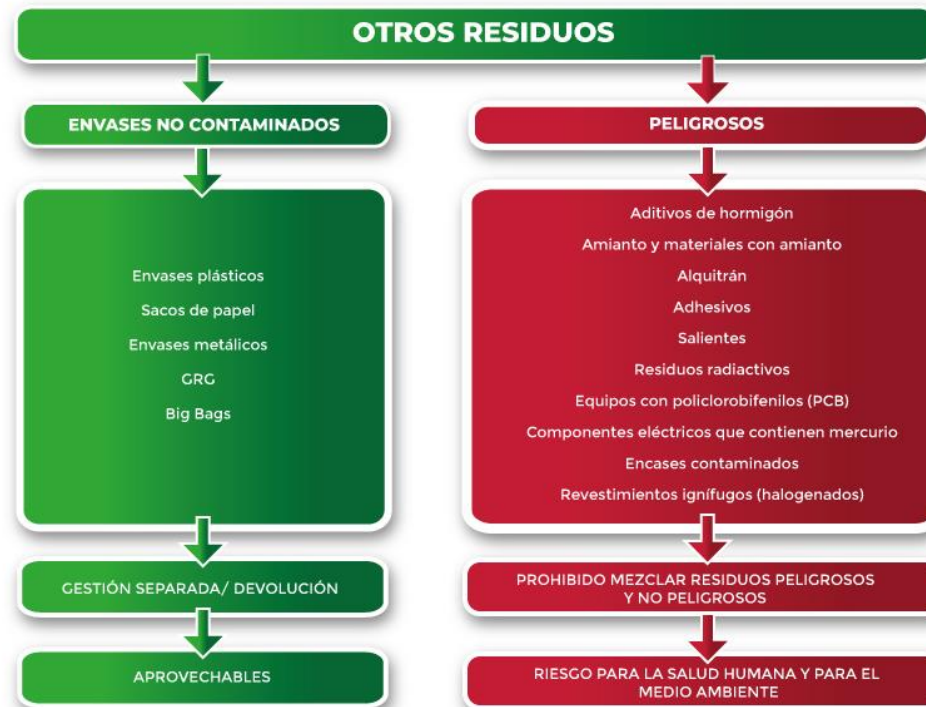 OTROS RESIDUOS
ENVASES NO CONTAMINADOS
Envases plásticos
Sacos de papel
Envases metálicos
GRG
Big Bags
GESTIÓN SEPARADA/ DEVOLUCIÓN
APROVECHABLES
PELIGROSOS
Aditivos de hormigón
Amianto y materiales con amianto
Alquitrán
Adhesivos
Salientes
Residuos radiactivos
Equipos con policlorobifenilos (PCB)
Componentes eléctricos que contienen mercurio
Encases contaminados
Revestimientos ignífugos (halogenados)
PROHIBIDO MEZCLAR RESIDUOS PELIGROSOS
Y NO PELIGROSOS
RIESGO PARA LA SALUD HUMANA Y PARA EL
MEDIO AMBIENTE